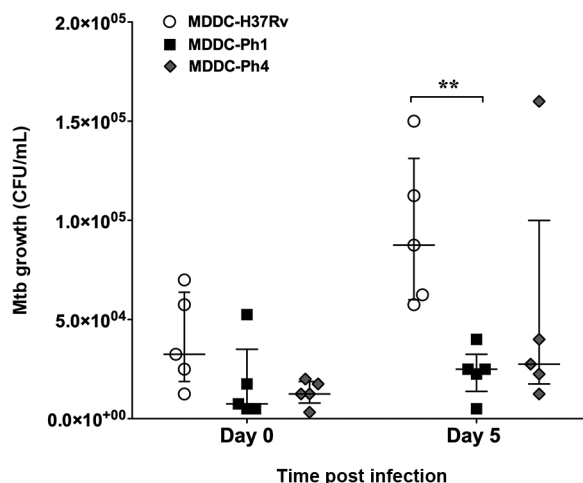 MDDC-H37Rv
MDDC-Ph1
MDDC-Ph4
Mtb growth (CFU/mL)
2.0×10⁺⁰⁵
1.5×10⁺⁰⁵
1.0×10⁺⁰⁵
5.0×10⁺⁰⁴
0.0×10⁺⁰⁰
**
Day 0 Day 5
Time post infection